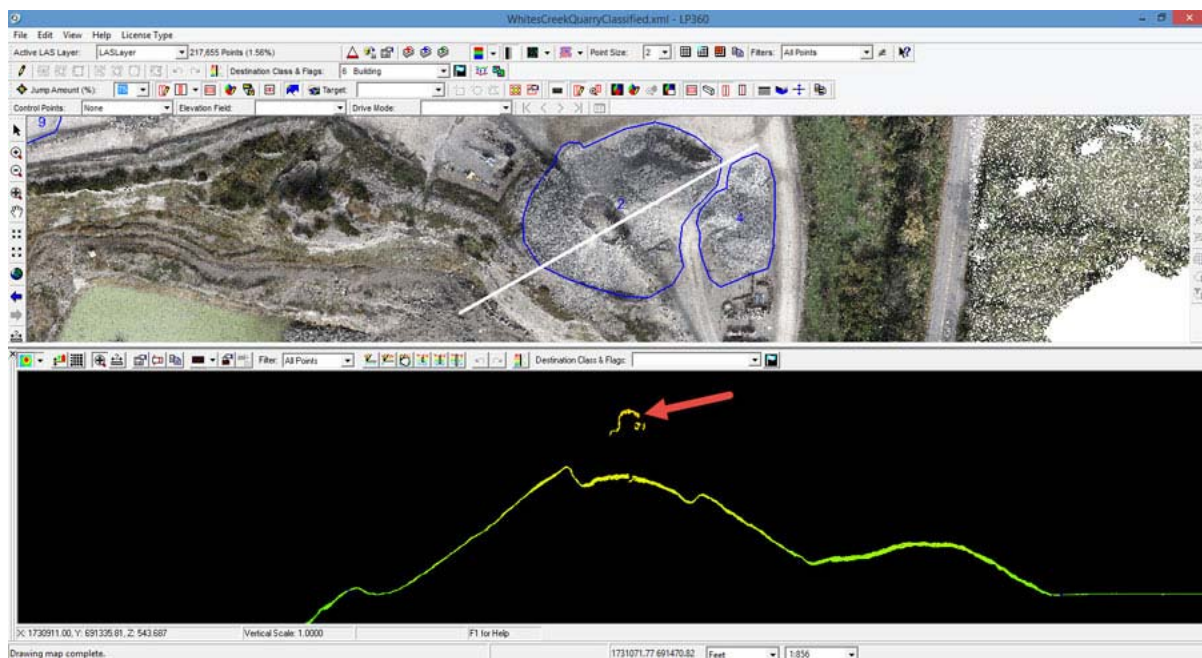 WhitesCreekQuarryClassified.xml - LP360
File Edit View Help License Type
Active LAS Layer: LASLayer 217,655 Points (1.56%) Point Size: 2 Filters: All Points
Destination Class & Flags: 6 Building
Jump Amount (%): Target:
Control Points: None Elevation Field: Drive Mode:
9
2
4
Filter: All Points Destination Class & Flags:
X: 1730911.00, Y: 691335.81, Z: 543.687 Vertical Scale: 1.0000 F1 for Help
Drawing map complete. 1731071.77 691470.82 Feet 1:856